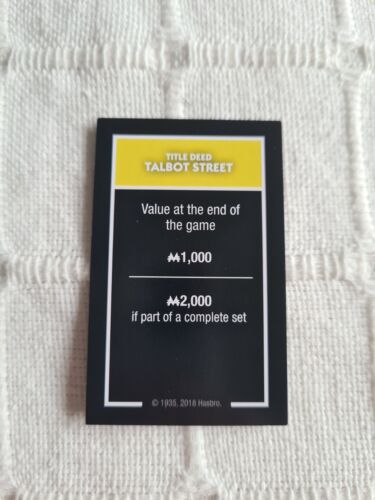 TITLE DEED
TALBOT STREET
Value at the end of
the game
₩1,000
₩2,000
if part of a complete set
© 1935, 2018 Hasbro.